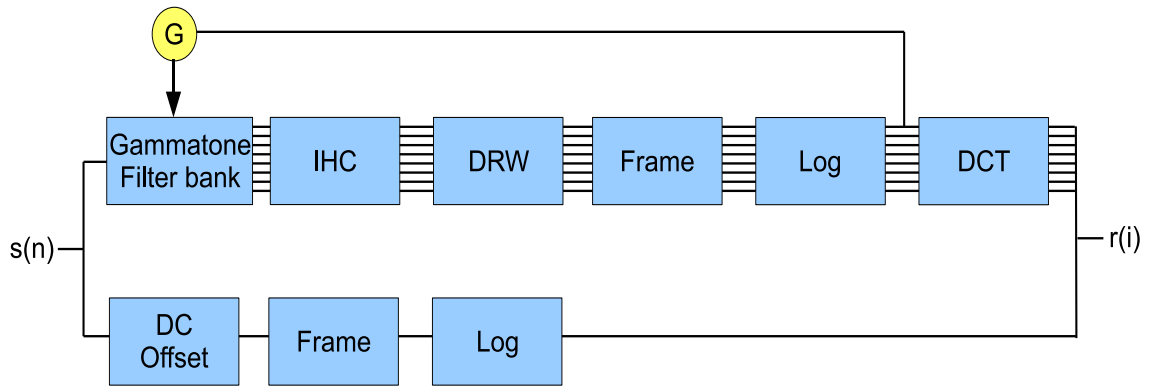 G
Gammatone
Filter bank
IHC
DRW
Frame
Log
DCT
s(n)
r(i)
DC
Offset
Frame
Log